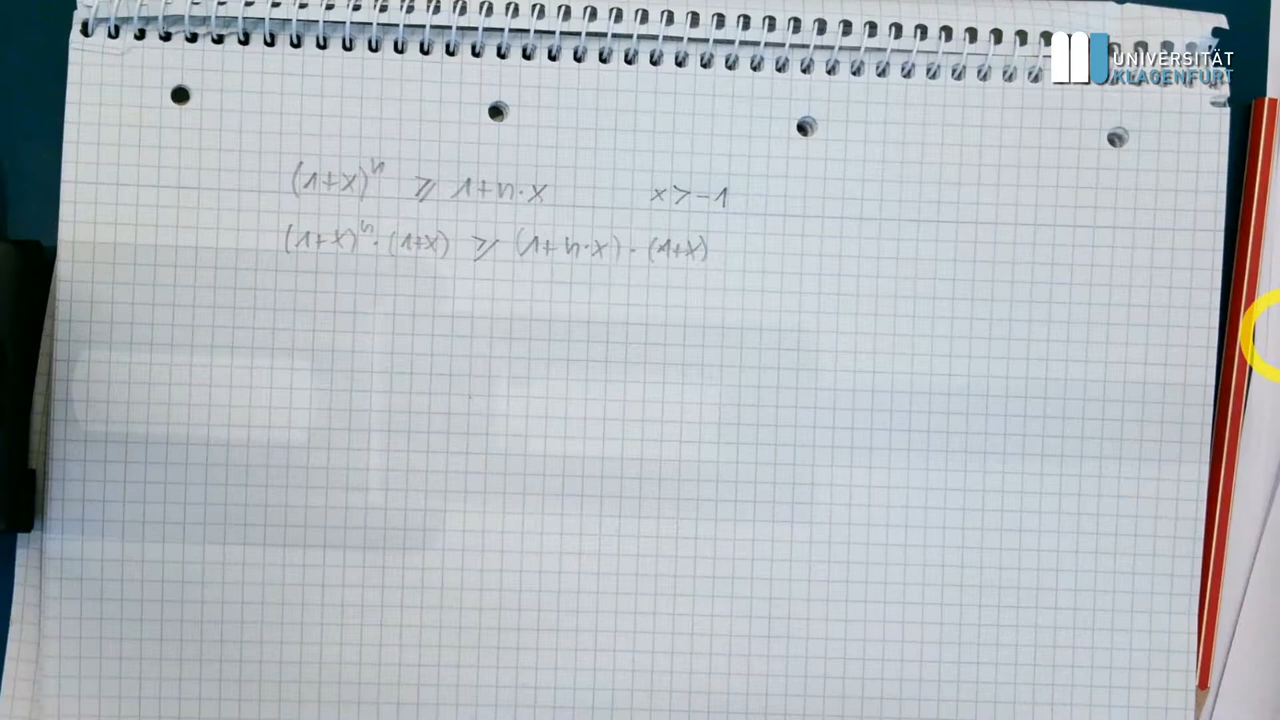 UNIVERSITÄT
KLAGENFURT
(1+x)^n ≥ 1+n·x    x > -1
(1+x)^n · (1+x) ≥ (1+n·x) · (1+x)